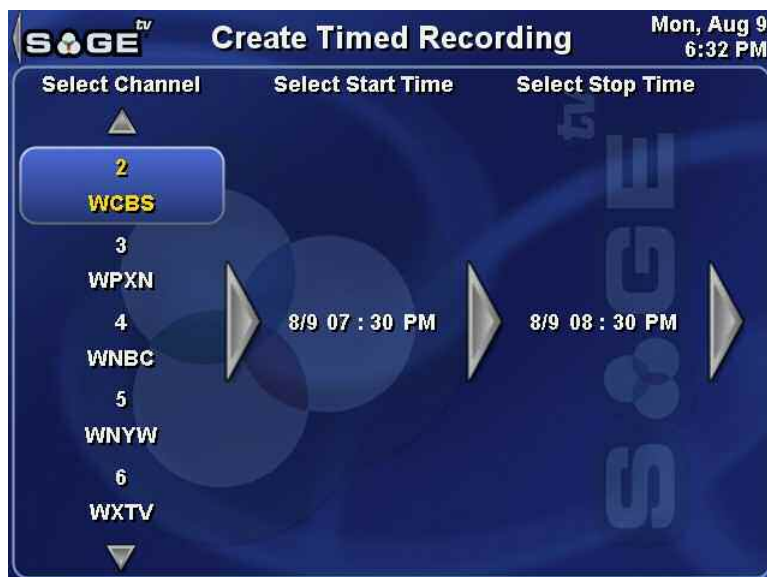 SAGE tv
Create Timed Recording
Mon, Aug 9
6:32 PM
Select Channel
Select Start Time
Select Stop Time
2
WCBS
3
WPXN
4
WNBC
5
WNYW
6
WXTV
8/9 07 : 30 PM
8/9 08 : 30 PM
SAGE tv